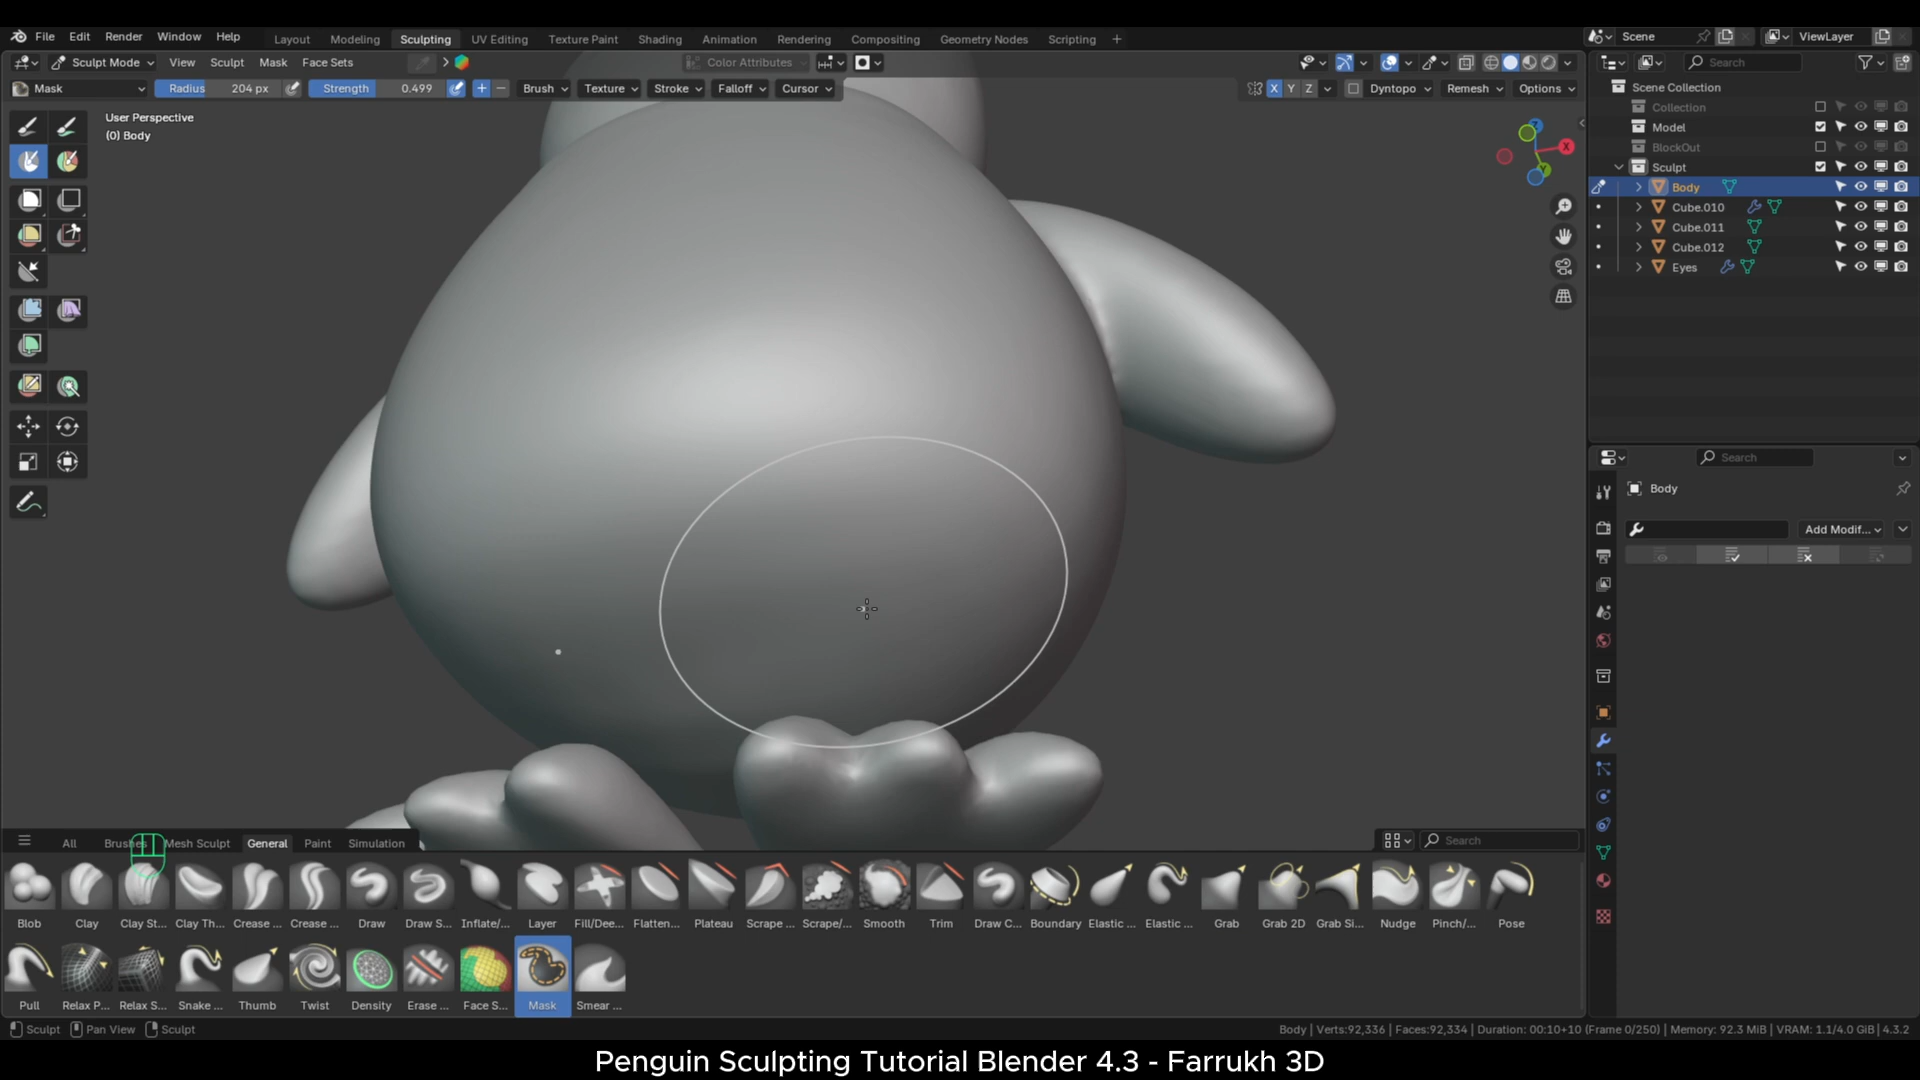 File Edit Render Window Help Layout Modeling Sculpting UV Editing Texture Paint Shading Animation Rendering Compositing Geometry Nodes Scripting + Scene ViewLayer
Sculpt Mode View Sculpt Mask Face Sets Color Attributes Search
Mask Radius 204 px Strength 0.499 Brush Texture Stroke Falloff Cursor X Y Z Dyntopo Remesh Options
Scene Collection
Collection
Model
BlockOut
Sculpt
Body
Cube.010
Cube.011
Cube.012
Eyes
User Perspective
(0) Body
X
Search
Body
Add Modif...
All Brushes Mesh Sculpt General Paint Simulation Search
Blob Clay Clay St... Clay Th... Crease ... Crease ... Draw Draw S... Inflate/... Layer Fill/Dee... Flatten... Plateau Scrape ... Scrape/... Smooth Trim Draw C... Boundary Elastic ... Elastic ... Grab Grab 2D Grab Si... Nudge Pinch/... Pose
Pull Relax P... Relax S... Snake ... Thumb Twist Density Erase ... Face S... Mask Smear ...
Sculpt Pan View Sculpt Body | Verts:92,336 | Faces:92,334 | Duration: 00:10+10 (Frame 0/250) | Memory: 92.3 MiB | VRAM: 1.1/4.0 GiB | 4.3.2
Penguin Sculpting Tutorial Blender 4.3 - Farrukh 3D